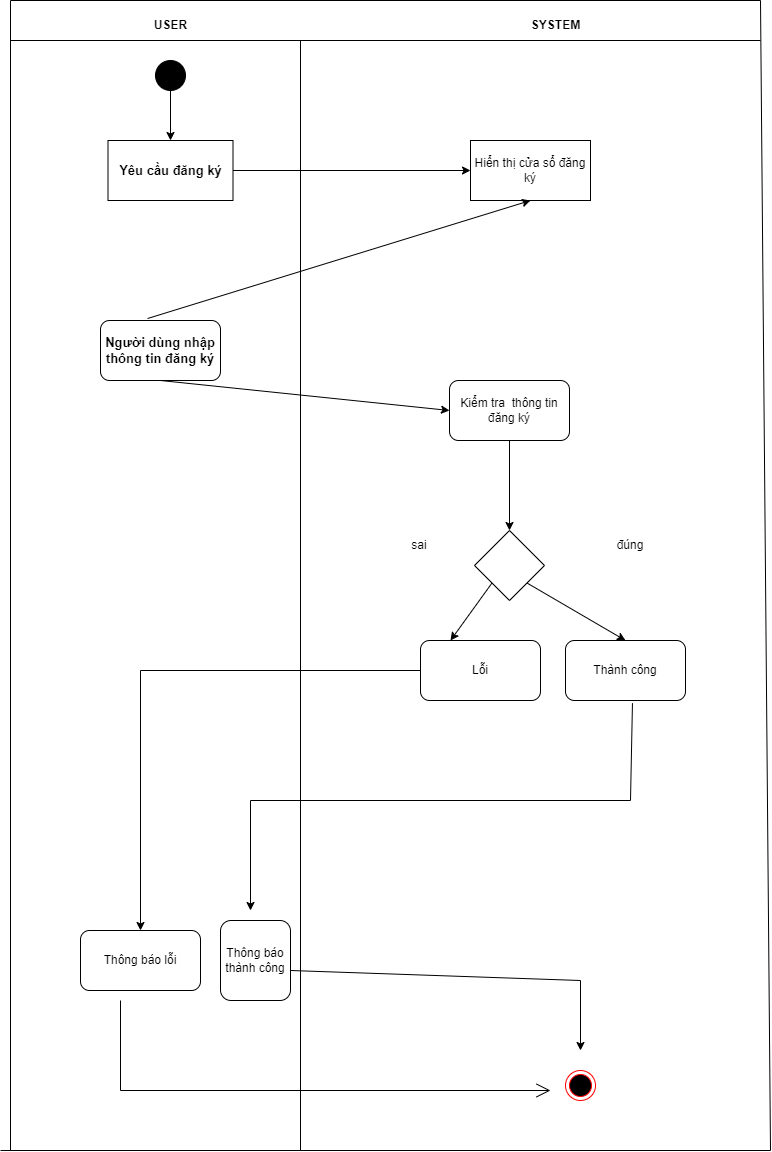 USER
SYSTEM
Yêu cầu đăng ký
Hiển thị cửa sổ đăng
ký
Người dùng nhập
thông tin đăng ký
Kiểm tra thông tin
đăng ký
sai
đúng
Lỗi
Thành công
Thông báo lỗi
Thông báo
thành công